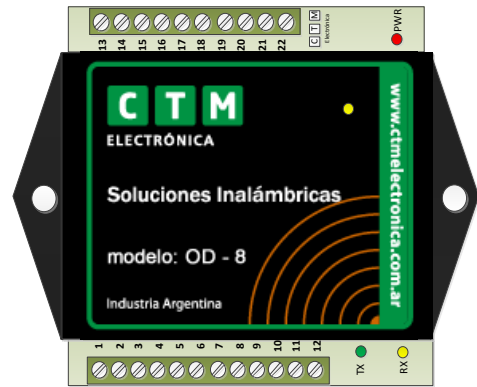 13 14 15 16 17 18 19 20 21 22
C T M
Electrónica
PWR
C T M
ELECTRÓNICA
www.ctmelectronica.com.ar
Soluciones Inalámbricas
modelo: OD - 8
Industria Argentina
1 2 3 4 5 6 7 8 9 10 11 12
TX
RX